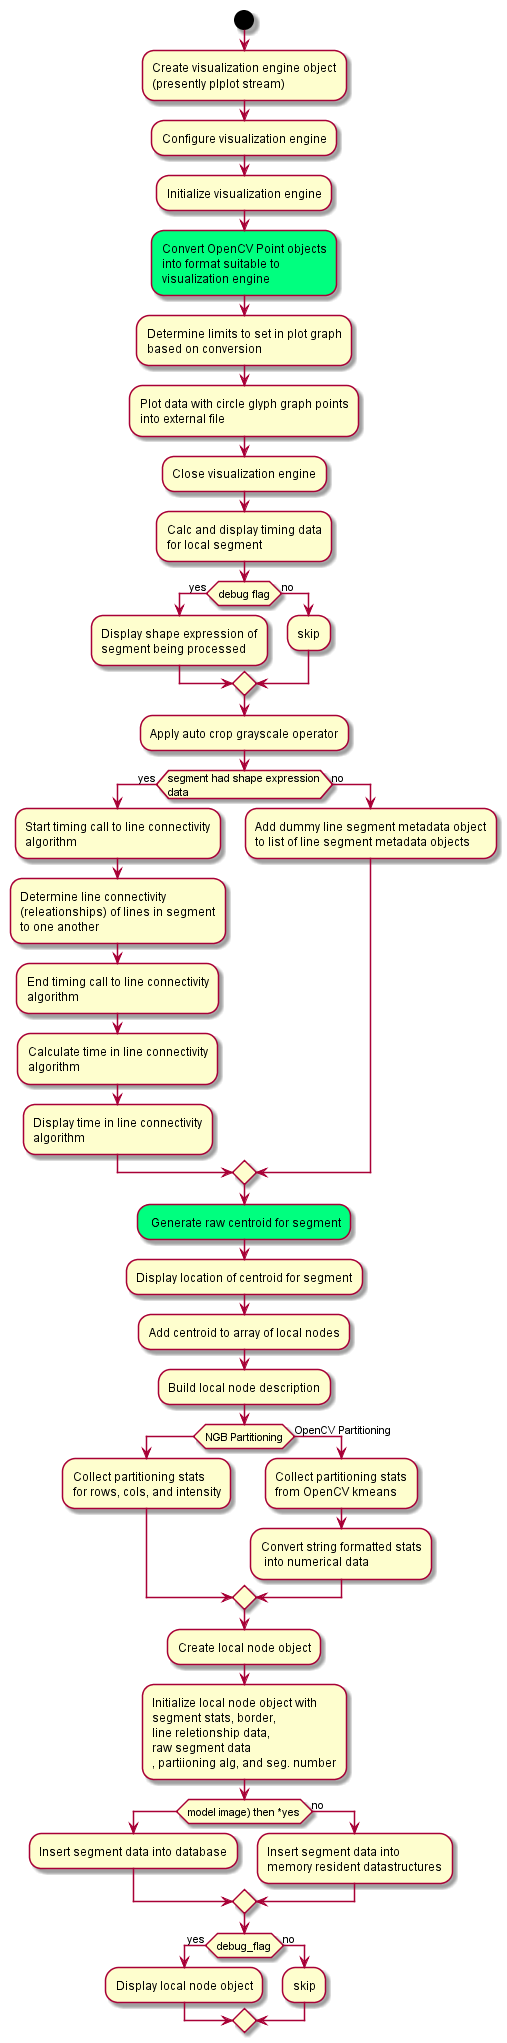 Create visualization engine object
(presently plplot stream)
Configure visualization engine
Initialize visualization engine
Convert OpenCV Point objects
into format suitable to
visualization engine
Determine limits to set in plot graph
based on conversion
Plot data with circle glyph graph points
into external file
Close visualization engine
Calc and display timing data
for local segment
yes
debug flag
no
Display shape expression of
segment being processed
skip
Apply auto crop grayscale operator
yes
segment had shape expression
data
no
Start timing call to line connectivity
algorithm
Add dummy line segment metadata object
to list of line segment metadata objects
Determine line connectivity
(releationships) of lines in segment
to one another
End timing call to line connectivity
algorithm
Calculate time in line connectivity
algorithm
Display time in line connectivity
algorithm
Generate raw centroid for segment
Display location of centroid for segment
Add centroid to array of local nodes
Build local node description
NGB Partitioning
OpenCV Partitioning
Collect partitioning stats
for rows, cols, and intensity
Collect partitioning stats
from OpenCV kmeans
Convert string formatted stats
into numerical data
Create local node object
Initialize local node object with
segment stats, border,
line reletionship data,
raw segment data
, partiioning alg, and seg. number
model image) then *yes
no
Insert segment data into database
Insert segment data into
memory resident datastructures
yes
debug_flag
no
Display local node object
skip